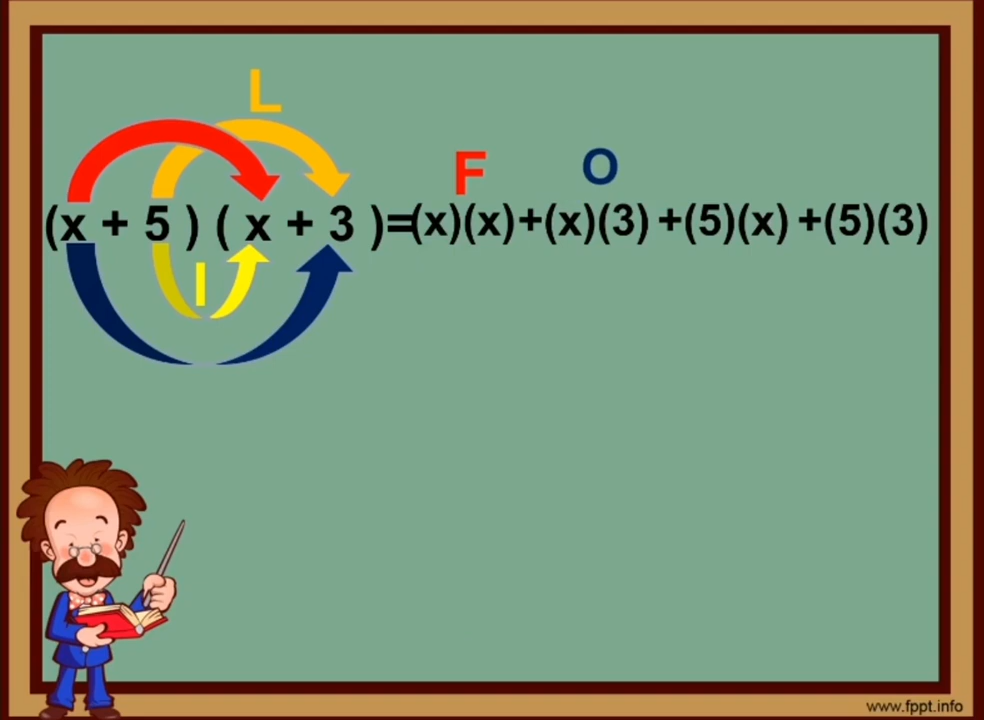 L
F O
(x + 5 ) ( x + 3 )=(x)(x)+(x)(3) +(5)(x) +(5)(3)
I
www.fppt.info